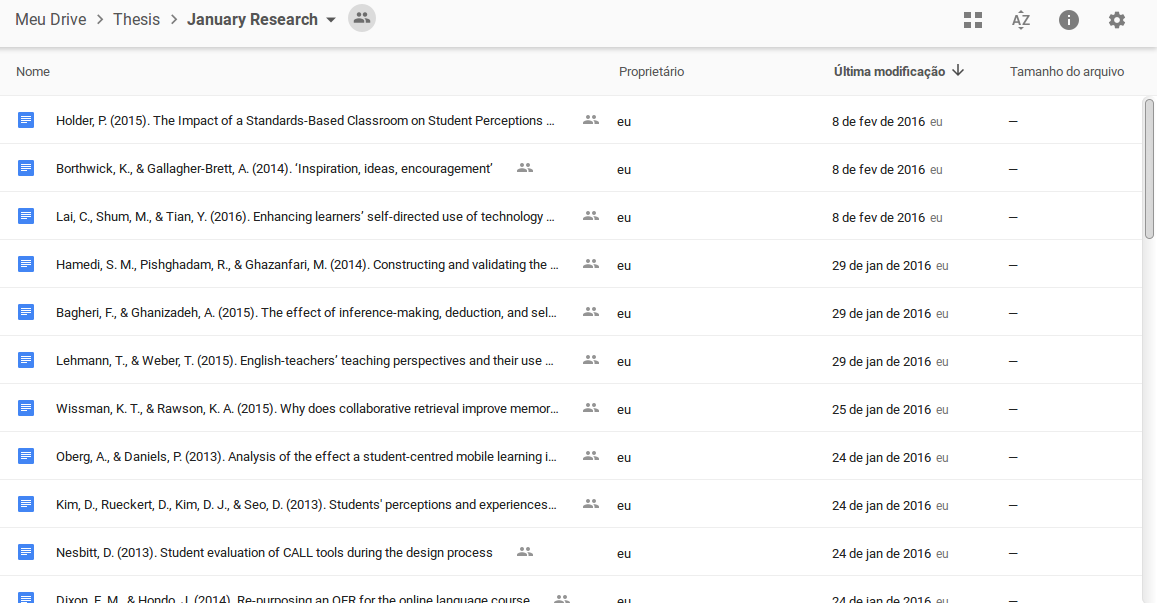 Meu Drive > Thesis > January Research
AZ
Nome Proprietário Última modificação Tamanho do arquivo
Holder, P. (2015). The Impact of a Standards-Based Classroom on Student Perceptions ... eu 8 de fev de 2016 eu —
Borthwick, K., & Gallagher-Brett, A. (2014). ‘Inspiration, ideas, encouragement’ eu 8 de fev de 2016 eu —
Lai, C., Shum, M., & Tian, Y. (2016). Enhancing learners’ self-directed use of technology ... eu 8 de fev de 2016 eu —
Hamedi, S. M., Pishghadam, R., & Ghazanfari, M. (2014). Constructing and validating the ... eu 29 de jan de 2016 eu —
Bagheri, F., & Ghanizadeh, A. (2015). The effect of inference-making, deduction, and sel... eu 29 de jan de 2016 eu —
Lehmann, T., & Weber, T. (2015). English-teachers’ teaching perspectives and their use ... eu 29 de jan de 2016 eu —
Wissman, K. T., & Rawson, K. A. (2015). Why does collaborative retrieval improve memor... eu 25 de jan de 2016 eu —
Oberg, A., & Daniels, P. (2013). Analysis of the effect a student-centred mobile learning i... eu 24 de jan de 2016 eu —
Kim, D., Rueckert, D., Kim, D. J., & Seo, D. (2013). Students' perceptions and experiences... eu 24 de jan de 2016 eu —
Nesbitt, D. (2013). Student evaluation of CALL tools during the design process eu 24 de jan de 2016 eu —
Dixon, E. M., & Hondo, J. (2014). Re-purposing an OER for the online language course eu 24 de jan de 2016 eu —